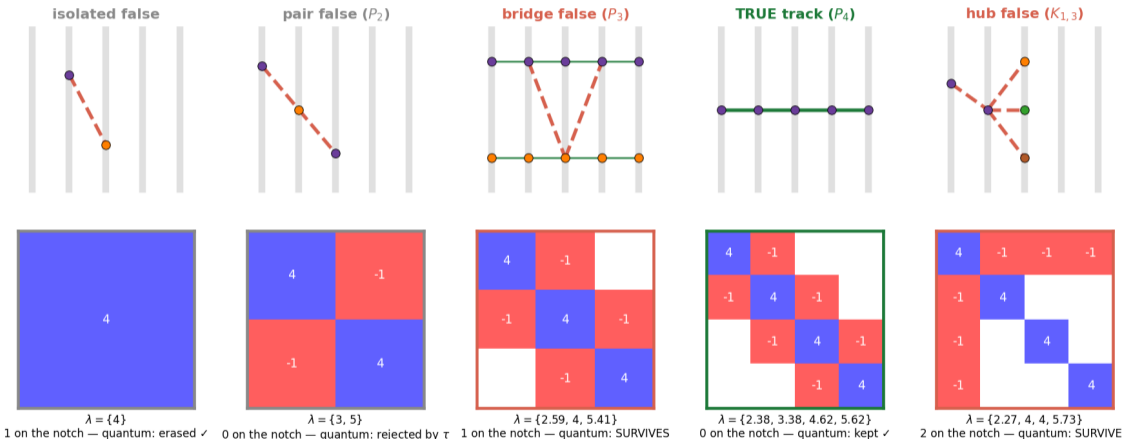 isolated false
pair false (P₂)
bridge false (P₃)
TRUE track (P₄)
hub false (K₁,₃)
4
4 -1
-1 4
4 -1
-1 4 -1
-1 4
4 -1
-1 4 -1
-1 4 -1
-1 4
4 -1 -1 -1
-1 4
-1 4
-1 4
λ = {4}
1 on the notch — quantum: erased ✓
λ = {3, 5}
0 on the notch — quantum: rejected by τ
λ = {2.59, 4, 5.41}
1 on the notch — quantum: SURVIVES
λ = {2.38, 3.38, 4.62, 5.62}
0 on the notch — quantum: kept ✓
λ = {2.27, 4, 4, 5.73}
2 on the notch — quantum: SURVIVE